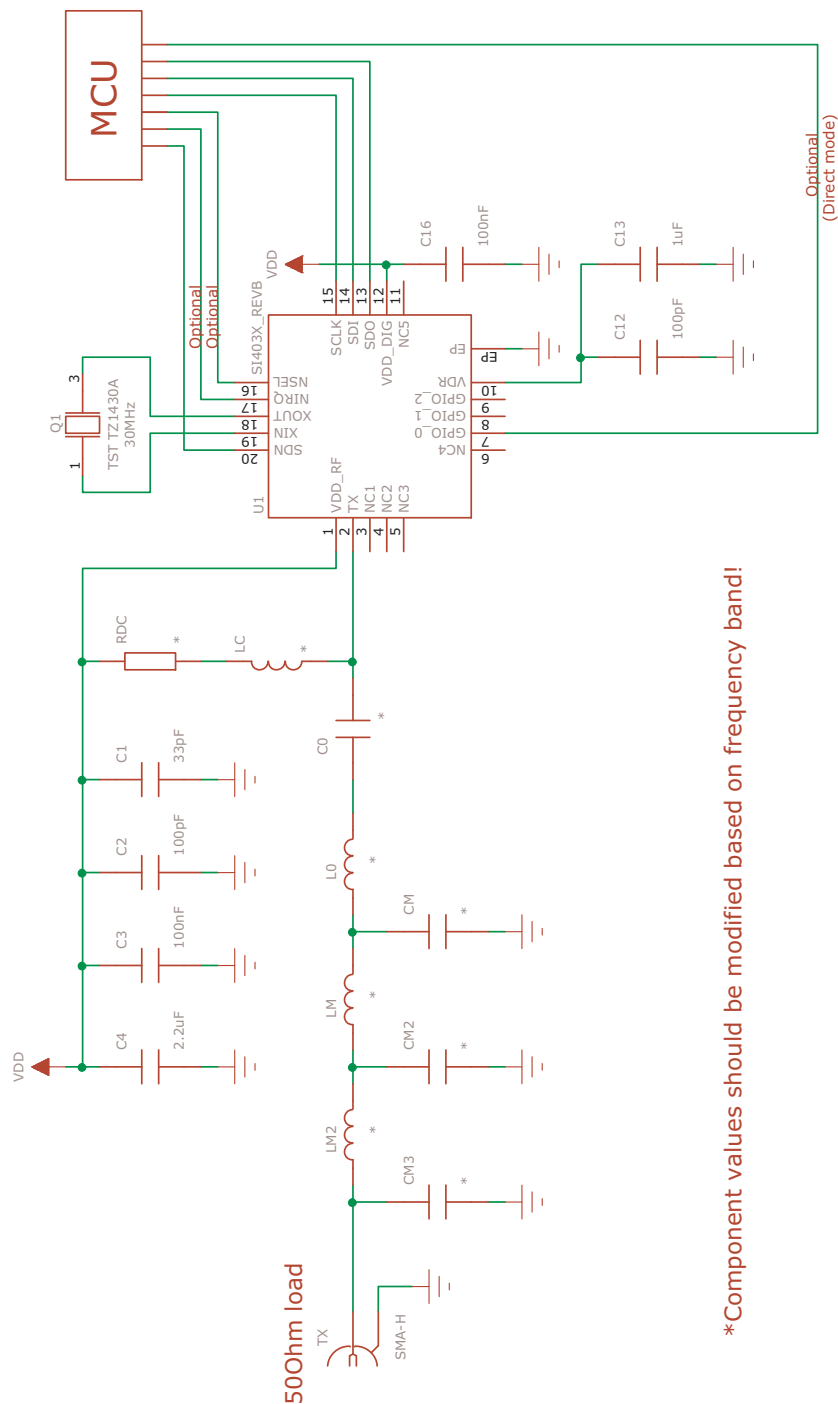 MCU
Optional
(Direct mode)
Optional
Optional
VDD
C16
100nF
C13
1uF
C12
100pF
Q1
3
1
TST TZ1430A
30MHz
SI403X_REVB
U1
15
14
13
12
11
SCLK
SDI
SDO
VDD_DIG
NC5
NSEL
NIRQ
XOUT
XIN
SDN
16
17
18
19
20
EP
EP
VDR
GPIO_2
GPIO_1
GPIO_0
NC4
10
9
8
7
6
VDD_RF
TX
NC1
NC2
NC3
1
2
3
4
5
RDC
*
LC
*
C0
*
C1
33pF
C2
100pF
C3
100nF
C4
2.2uF
VDD
L0
*
CM
*
LM
*
CM2
*
LM2
*
CM3
*
50Ohm load
TX
SMA-H
*Component values should be modified based on frequency band!